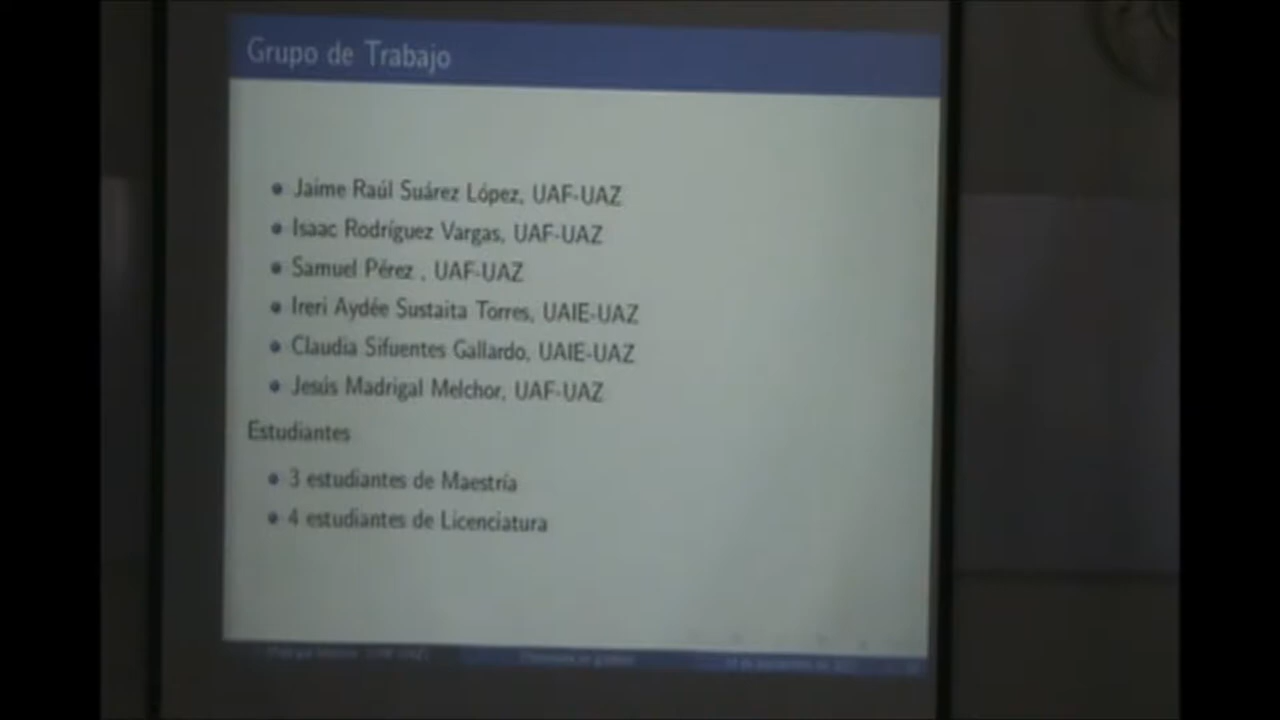 Grupo de Trabajo
Jaime Raúl Suárez López, UAF-UAZ
Isaac Rodríguez Vargas, UAF-UAZ
Samuel Pérez , UAF-UAZ
Ireri Aydée Sustaita Torres, UAIE-UAZ
Claudia Sifuentes Gallardo, UAIE-UAZ
Jesús Madrigal Melchor, UAF-UAZ
Estudiantes
3 estudiantes de Maestría
4 estudiantes de Licenciatura